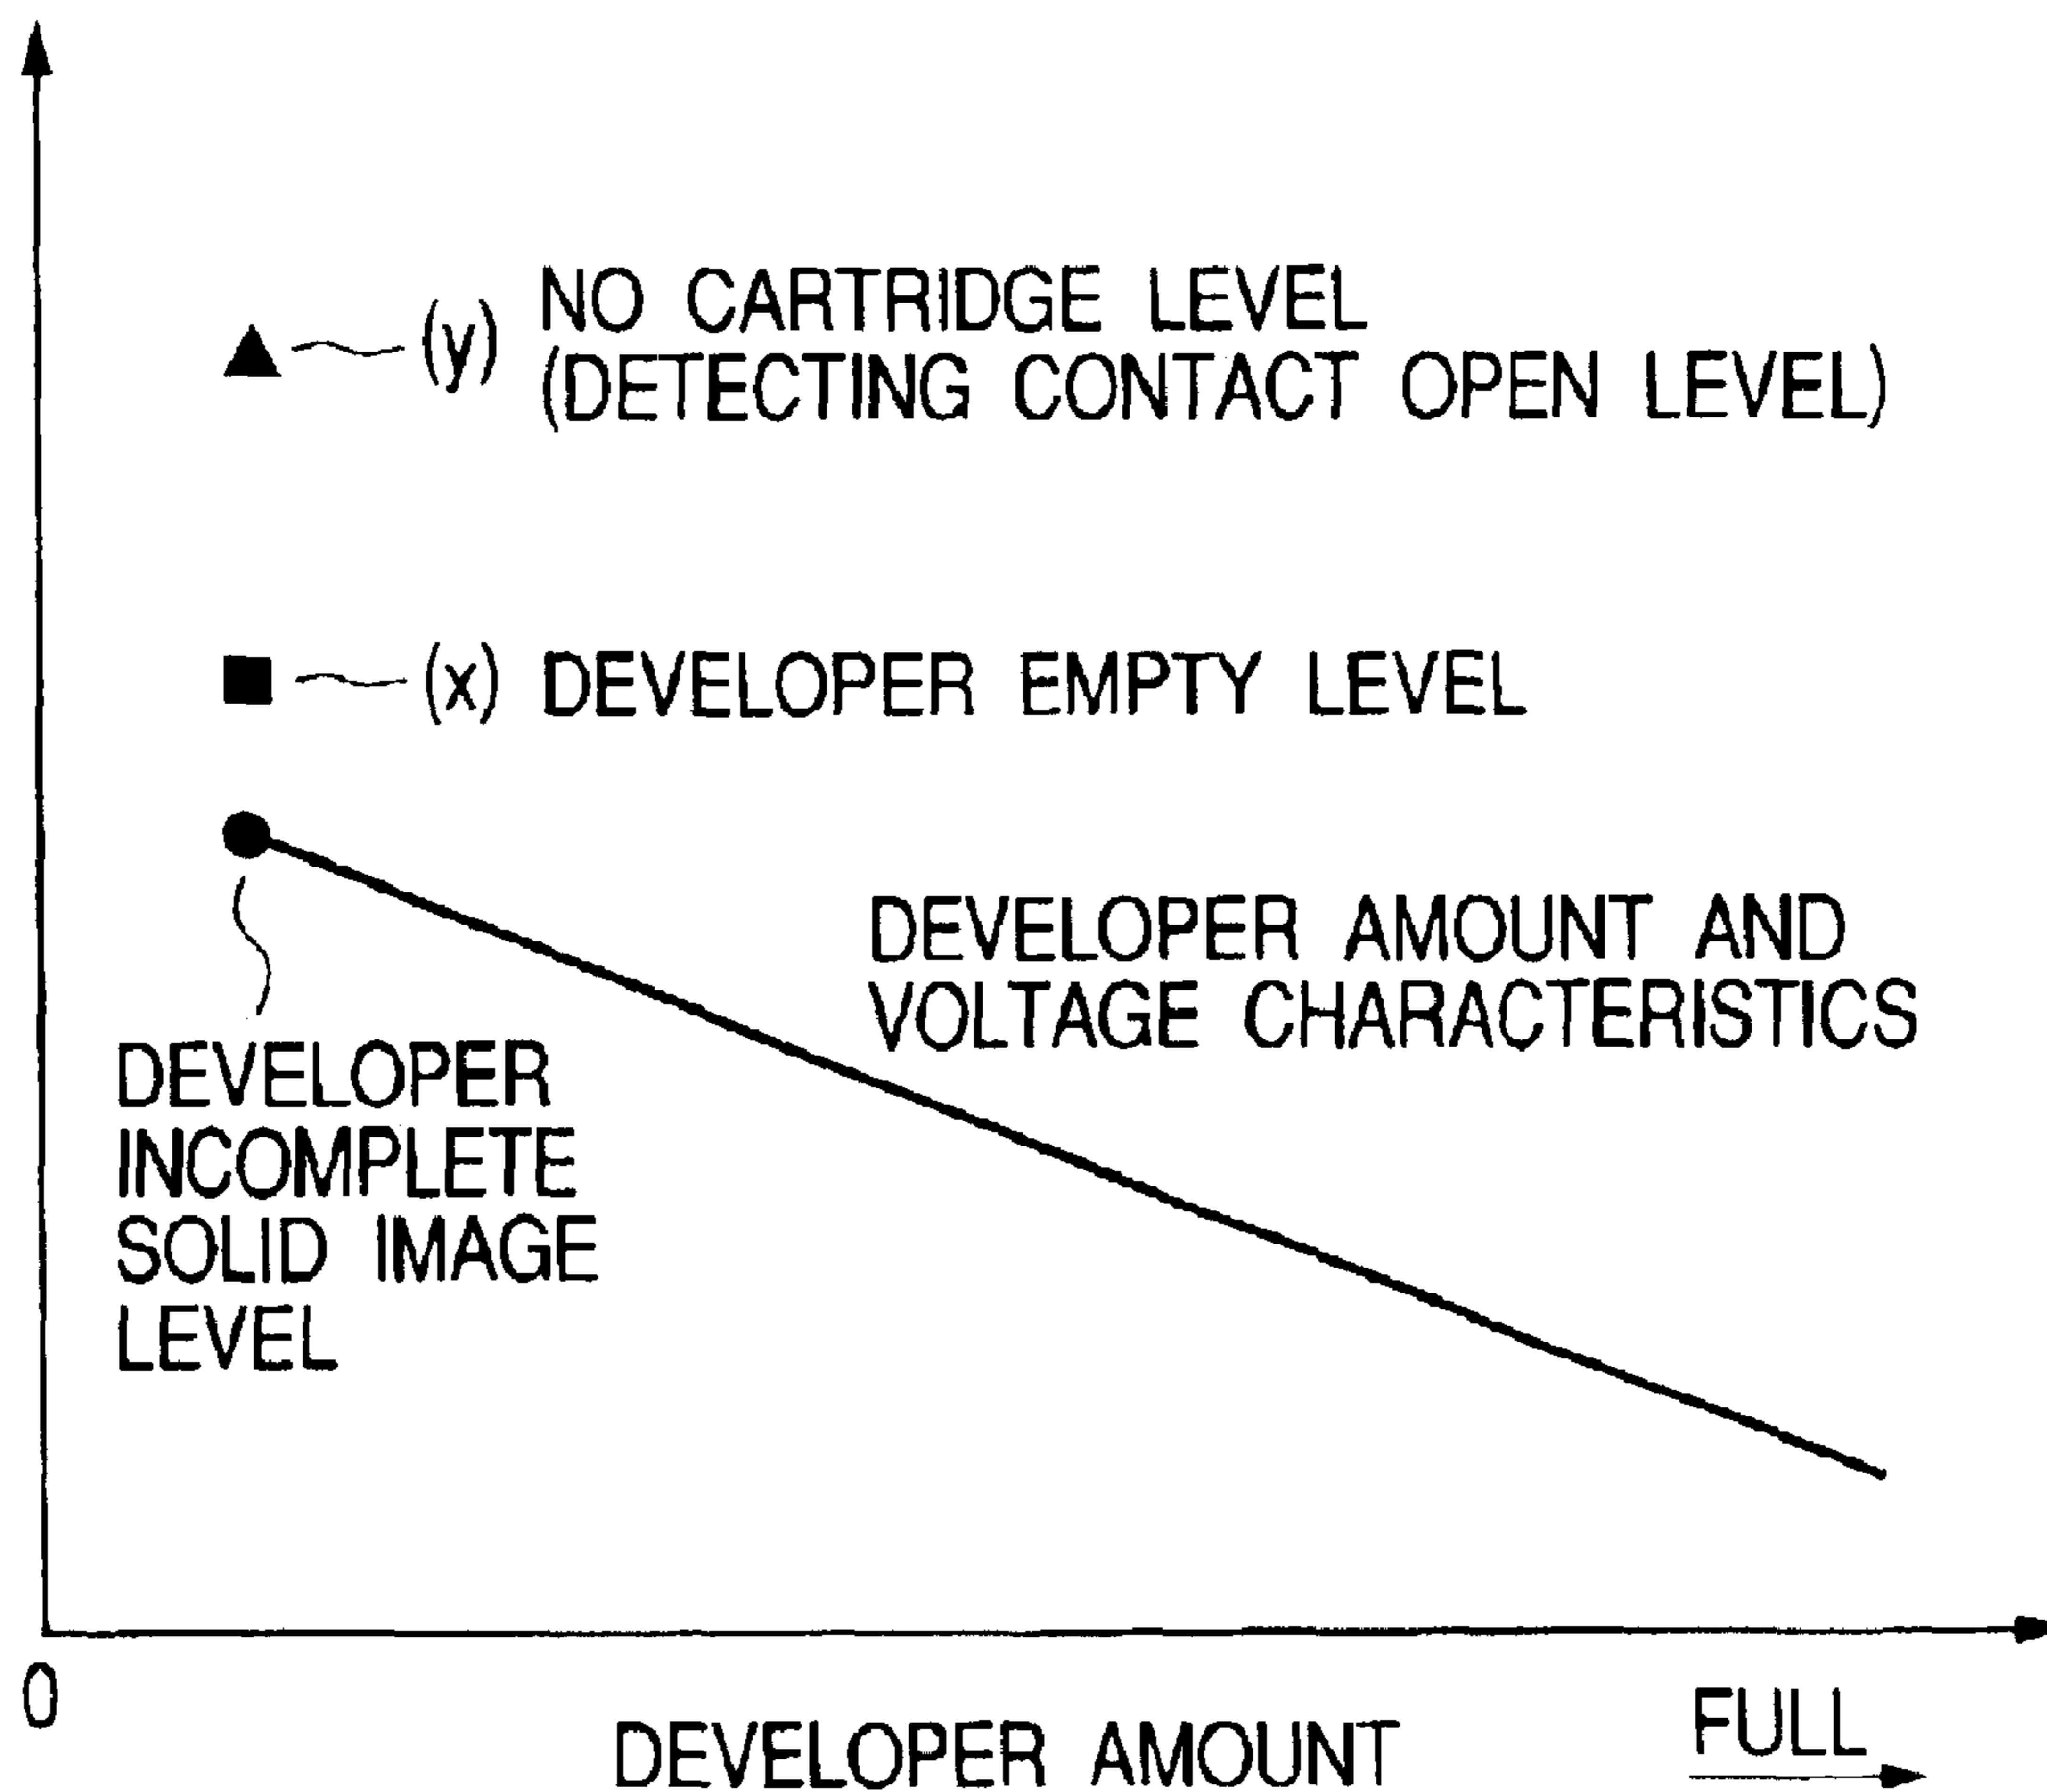 (y) NO CARTRIDGE LEVEL
(DETECTING CONTACT OPEN LEVEL)
(x) DEVELOPER EMPTY LEVEL
DEVELOPER AMOUNT AND
VOLTAGE CHARACTERISTICS
DEVELOPER
INCOMPLETE
SOLID IMAGE
LEVEL
0
DEVELOPER AMOUNT
FULL